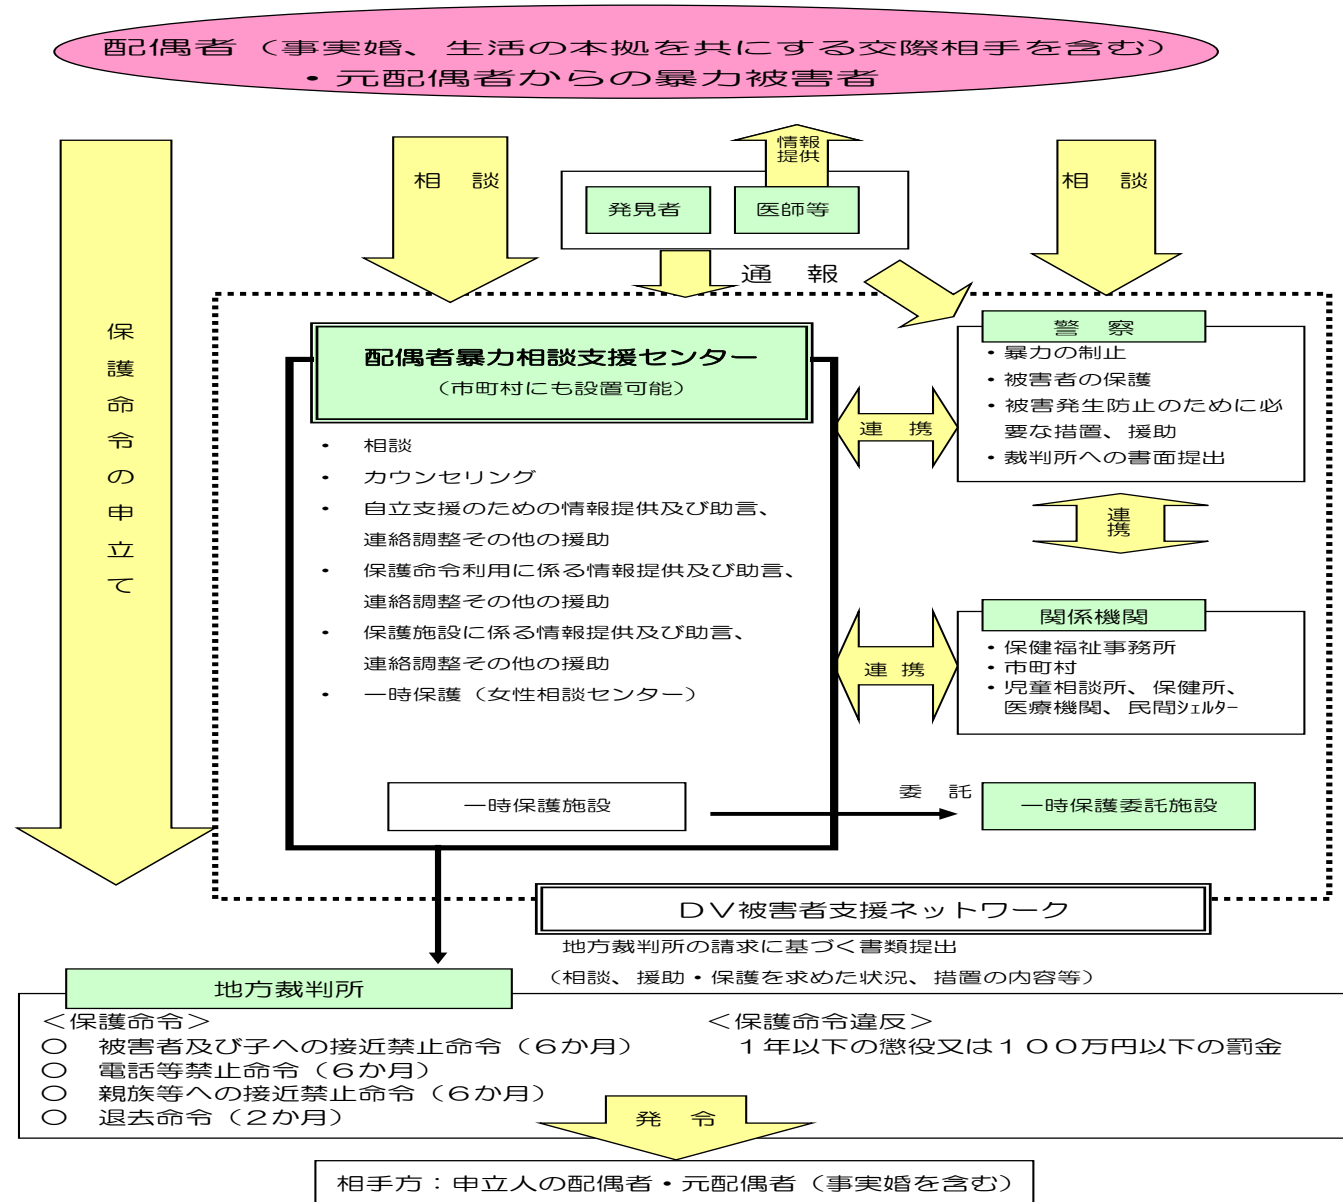 配偶者（事実婚、生活の本拠を共にする交際相手を含む）
・元配偶者からの暴力被害者
情報
提供
相　談
相　談
発見者
医師等
通　報
保護命令の申立て
配偶者暴力相談支援センター
（市町村にも設置可能）
・　相談
・　カウンセリング
・　自立支援のための情報提供及び助言、
連絡調整その他の援助
・　保護命令利用に係る情報提供及び助言、
連絡調整その他の援助
・　保護施設に係る情報提供及び助言、
連絡調整その他の援助
・　一時保護（女性相談センター）
一時保護施設
連　携
警　察
・暴力の制止
・被害者の保護
・被害発生防止のために必
要な措置、援助
・裁判所への書面提出
連
携
連　携
関係機関
・保健福祉事務所
・市町村
・児童相談所、保健所、
医療機関、民間ｼｪﾙﾀｰ
委　託
一時保護委託施設
ＤＶ被害者支援ネットワーク
地方裁判所の請求に基づく書類提出
（相談、援助・保護を求めた状況、措置の内容等）
地方裁判所
＜保護命令＞
○　被害者及び子への接近禁止命令（６か月）
○　電話等禁止命令（６か月）
○　親族等への接近禁止命令（６か月）
○　退去命令（２か月）
＜保護命令違反＞
１年以下の懲役又は１００万円以下の罰金
発　令
相手方：申立人の配偶者・元配偶者（事実婚を含む）